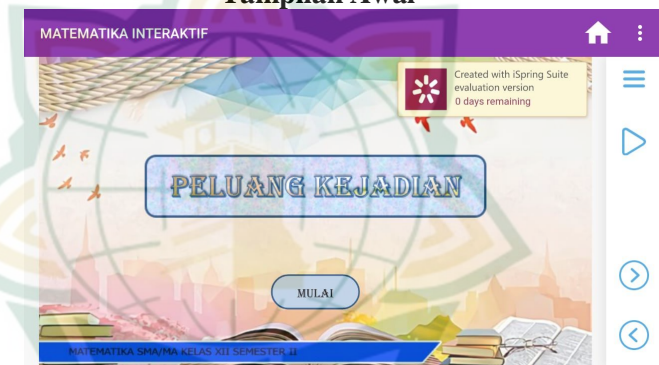 Tampilan Awal
MATEMATIKA INTERAKTIF
Created with iSpring Suite
evaluation version
0 days remaining
PELUANG KEJADIAN
MULAI
MATEMATIKA SMA/MA KELAS XII SEMESTER II